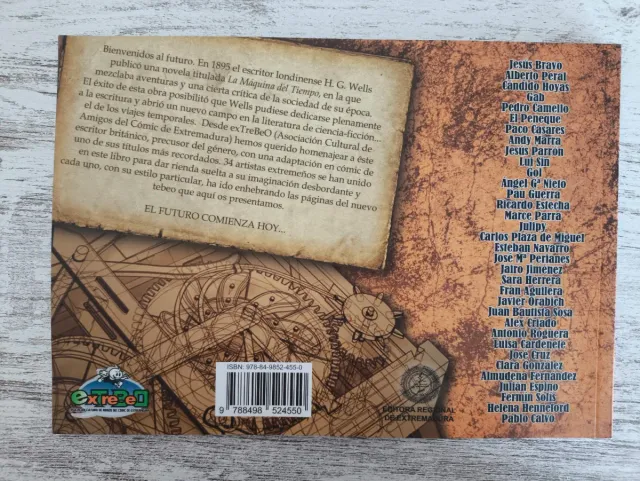 Bienvenidos al futuro. En 1895 el escritor londinense H. G. Wells
publicó una novela titulada La Máquina del Tiempo, en la que
mezclaba aventuras y una cierta crítica de la sociedad de su época.
El éxito de esta obra posibilitó que Wells pudiese dedicarse plenamente
a la escritura y abrió un nuevo campo en la literatura de ciencia-ficción,
el de los viajes temporales. Desde exTReBeO (Asociación Cultural de
Amigos del Cómic de Extremadura) hemos querido homenajear a éste
escritor británico, precursor del género, con una adaptación en cómic de
uno de sus títulos más recordados. 34 artistas extremeños se han unido
en este libro para dar rienda suelta a su imaginación desbordante y
cada uno, con su estilo particular, ha ido enhebrando las páginas del nuevo
tebeo que aquí os presentamos.
EL FUTURO COMIENZA HOY...
Jesús Bravo
Alberto Peral
Cándido Hoyas
Gab
Pedro Camello
El Peneque
Paco Casares
Andy Marra
Jesús Parrón
Lui Sin
Gol
Angel Gª Nieto
Pau Guerra
Ricardo Estecha
Marce Parra
Julipy
Carlos Plaza de Miguel
Esteban Navarro
Jose Mª Perianes
Jairo Jiménez
Sara Herrera
Fran Aguilera
Javier Orabich
Juan Bautista Sosa
Alex Criado
Antonio Roguera
Luisa Cardenete
José Cruz
Clara González
Almudena Fernández
Julián Espino
Fermín Solís
Helena Henneford
Pablo Calvo
ISBN: 978-84-9852-455-0
9 788498 524550
exTReBeO
EDITORA REGIONAL
DE EXTREMADURA